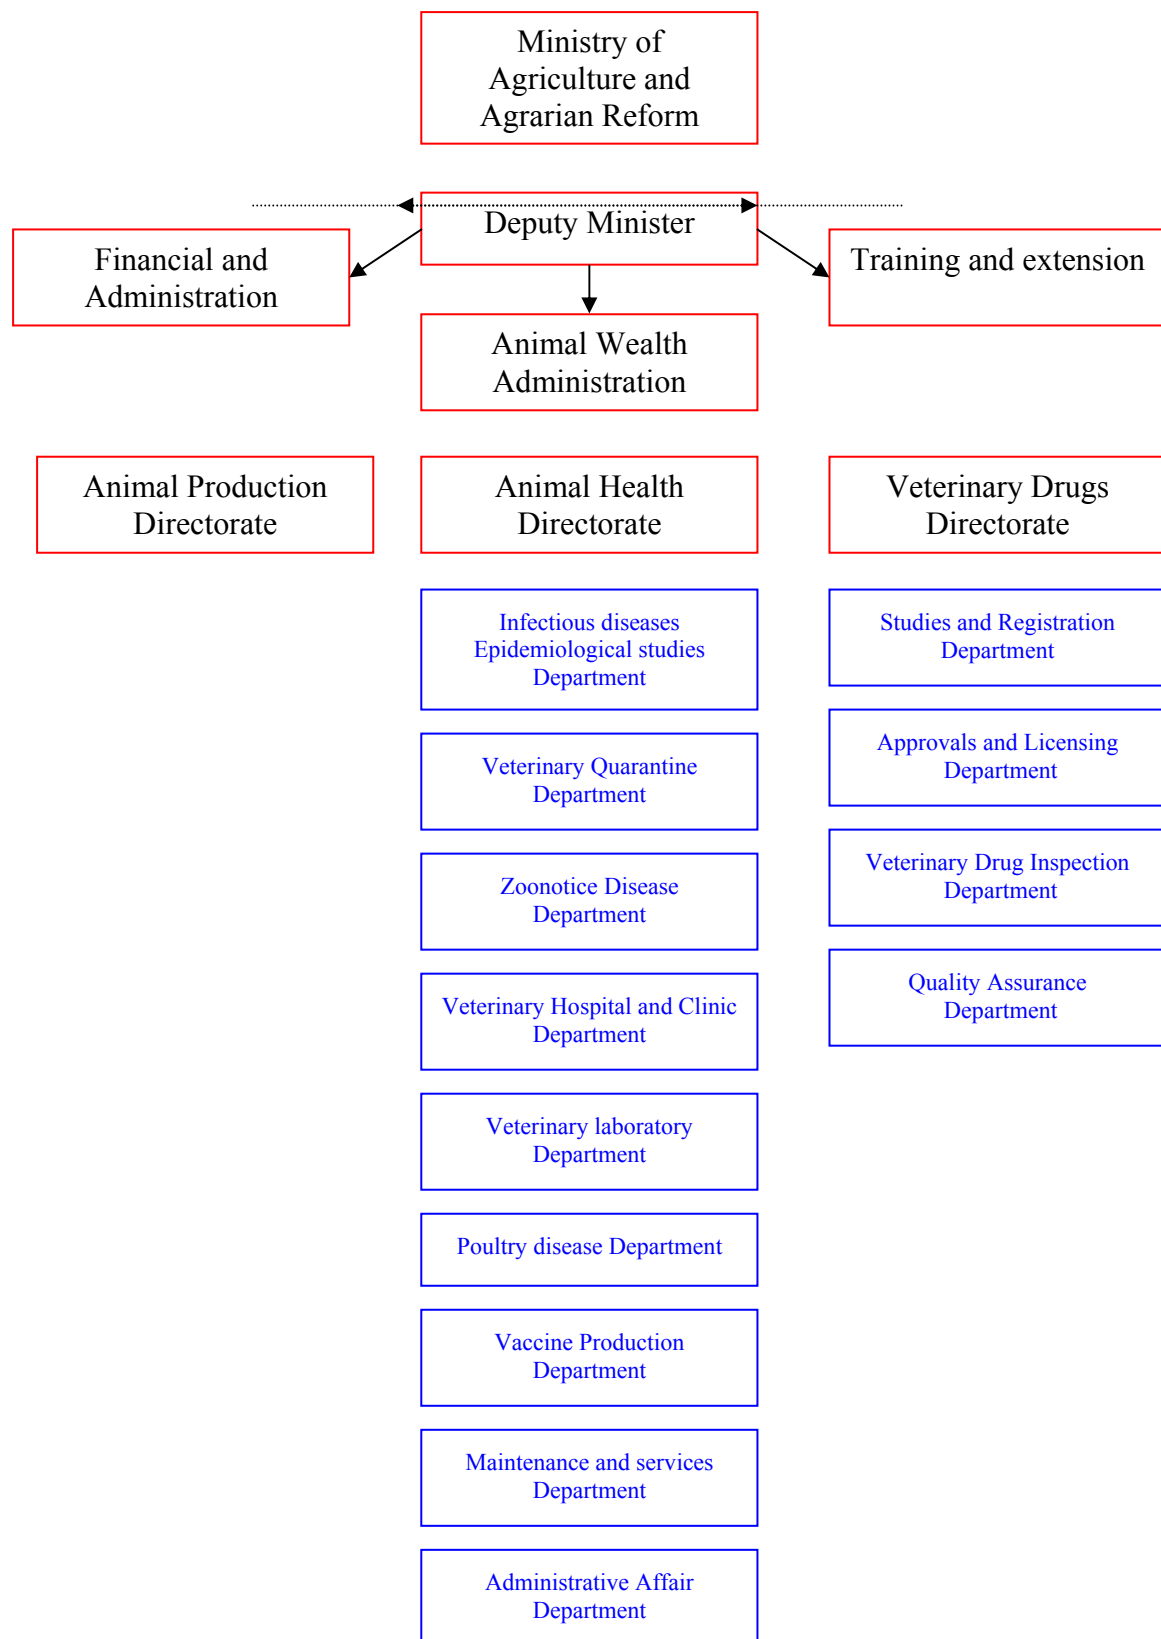 Ministry of
Agriculture and
Agrarian Reform
Deputy Minister
Financial and
Administration
Training and extension
Animal Wealth
Administration
Animal Production
Directorate
Animal Health
Directorate
Veterinary Drugs
Directorate
Infectious diseases
Epidemiological studies
Department
Veterinary Quarantine
Department
Zoonotice Disease
Department
Veterinary Hospital and Clinic
Department
Veterinary laboratory
Department
Poultry disease Department
Vaccine Production
Department
Maintenance and services
Department
Administrative Affair
Department
Studies and Registration
Department
Approvals and Licensing
Department
Veterinary Drug Inspection
Department
Quality Assurance
Department